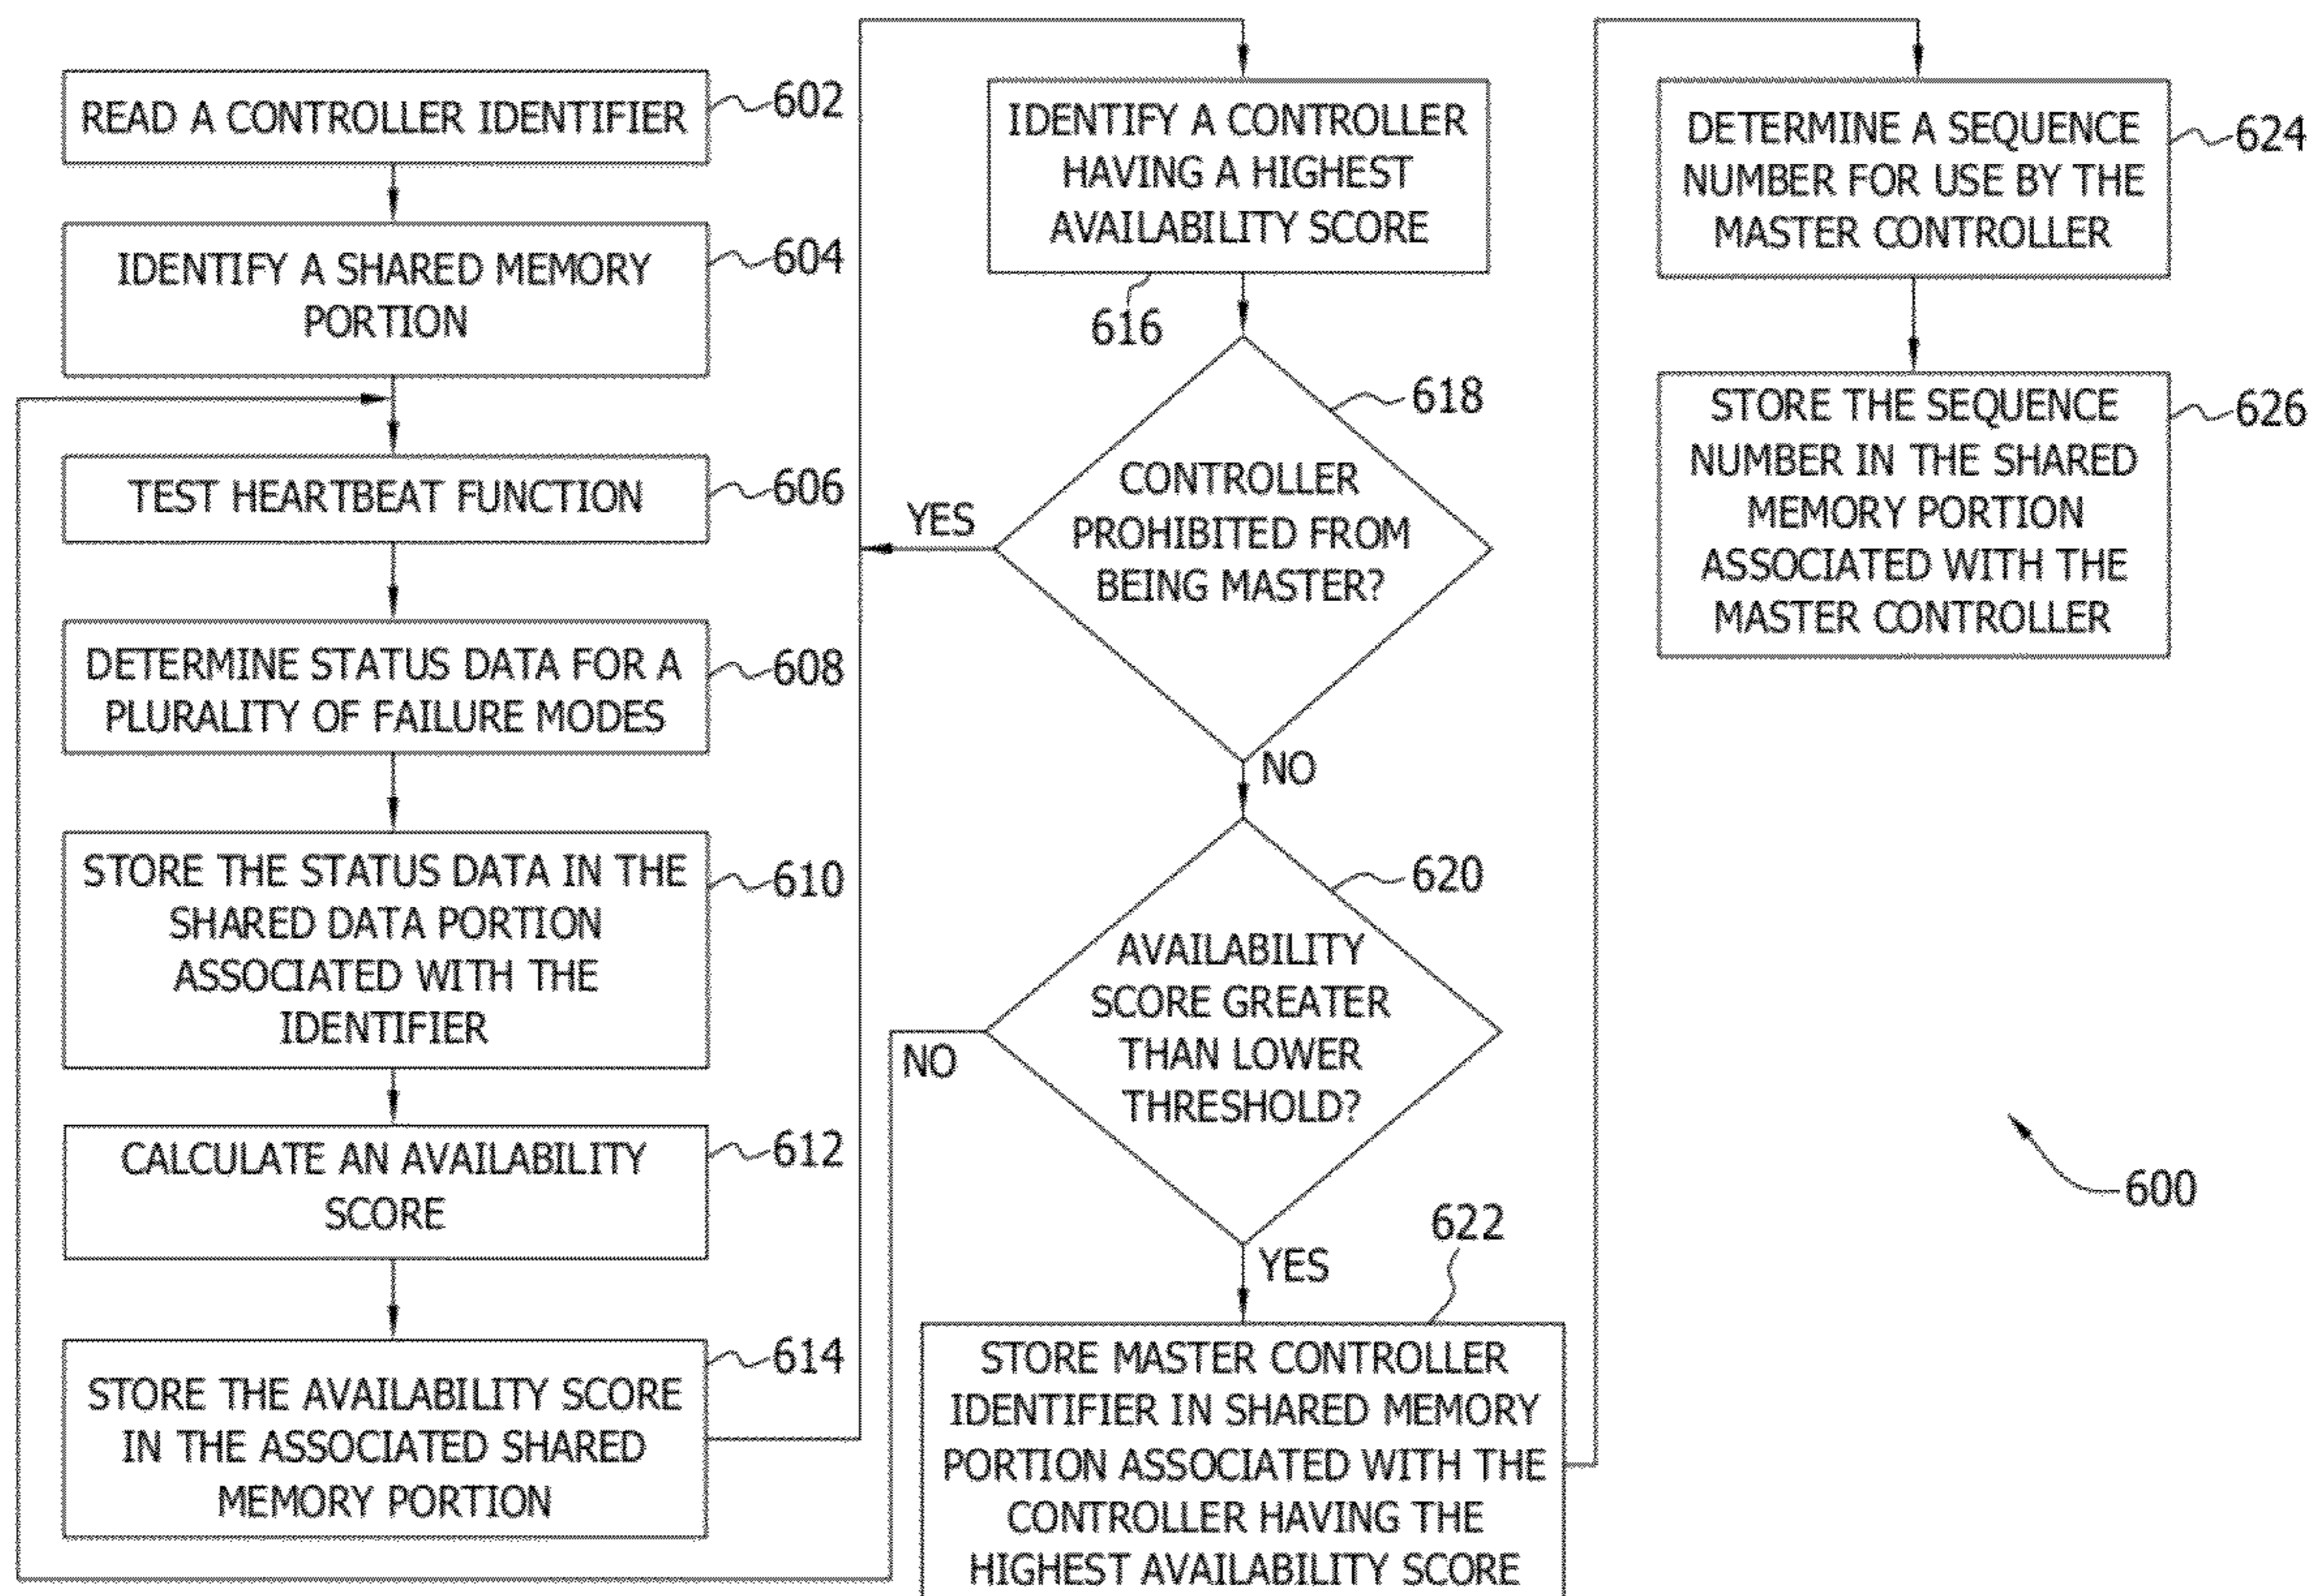 READ A CONTROLLER IDENTIFIER
602
IDENTIFY A SHARED MEMORY
PORTION
604
TEST HEARTBEAT FUNCTION
606
DETERMINE STATUS DATA FOR A
PLURALITY OF FAILURE MODES
608
STORE THE STATUS DATA IN THE
SHARED DATA PORTION
ASSOCIATED WITH THE
IDENTIFIER
610
CALCULATE AN AVAILABILITY
SCORE
612
STORE THE AVAILABILITY SCORE
IN THE ASSOCIATED SHARED
MEMORY PORTION
614
IDENTIFY A CONTROLLER
HAVING A HIGHEST
AVAILABILITY SCORE
616
CONTROLLER
PROHIBITED FROM
BEING MASTER?
618
YES
NO
AVAILABILITY
SCORE GREATER
THAN LOWER
THRESHOLD?
620
NO
YES
622
STORE MASTER CONTROLLER
IDENTIFIER IN SHARED MEMORY
PORTION ASSOCIATED WITH THE
CONTROLLER HAVING THE
HIGHEST AVAILABILITY SCORE
DETERMINE A SEQUENCE
NUMBER FOR USE BY THE
MASTER CONTROLLER
624
STORE THE SEQUENCE
NUMBER IN THE SHARED
MEMORY PORTION
ASSOCIATED WITH THE
MASTER CONTROLLER
626
600